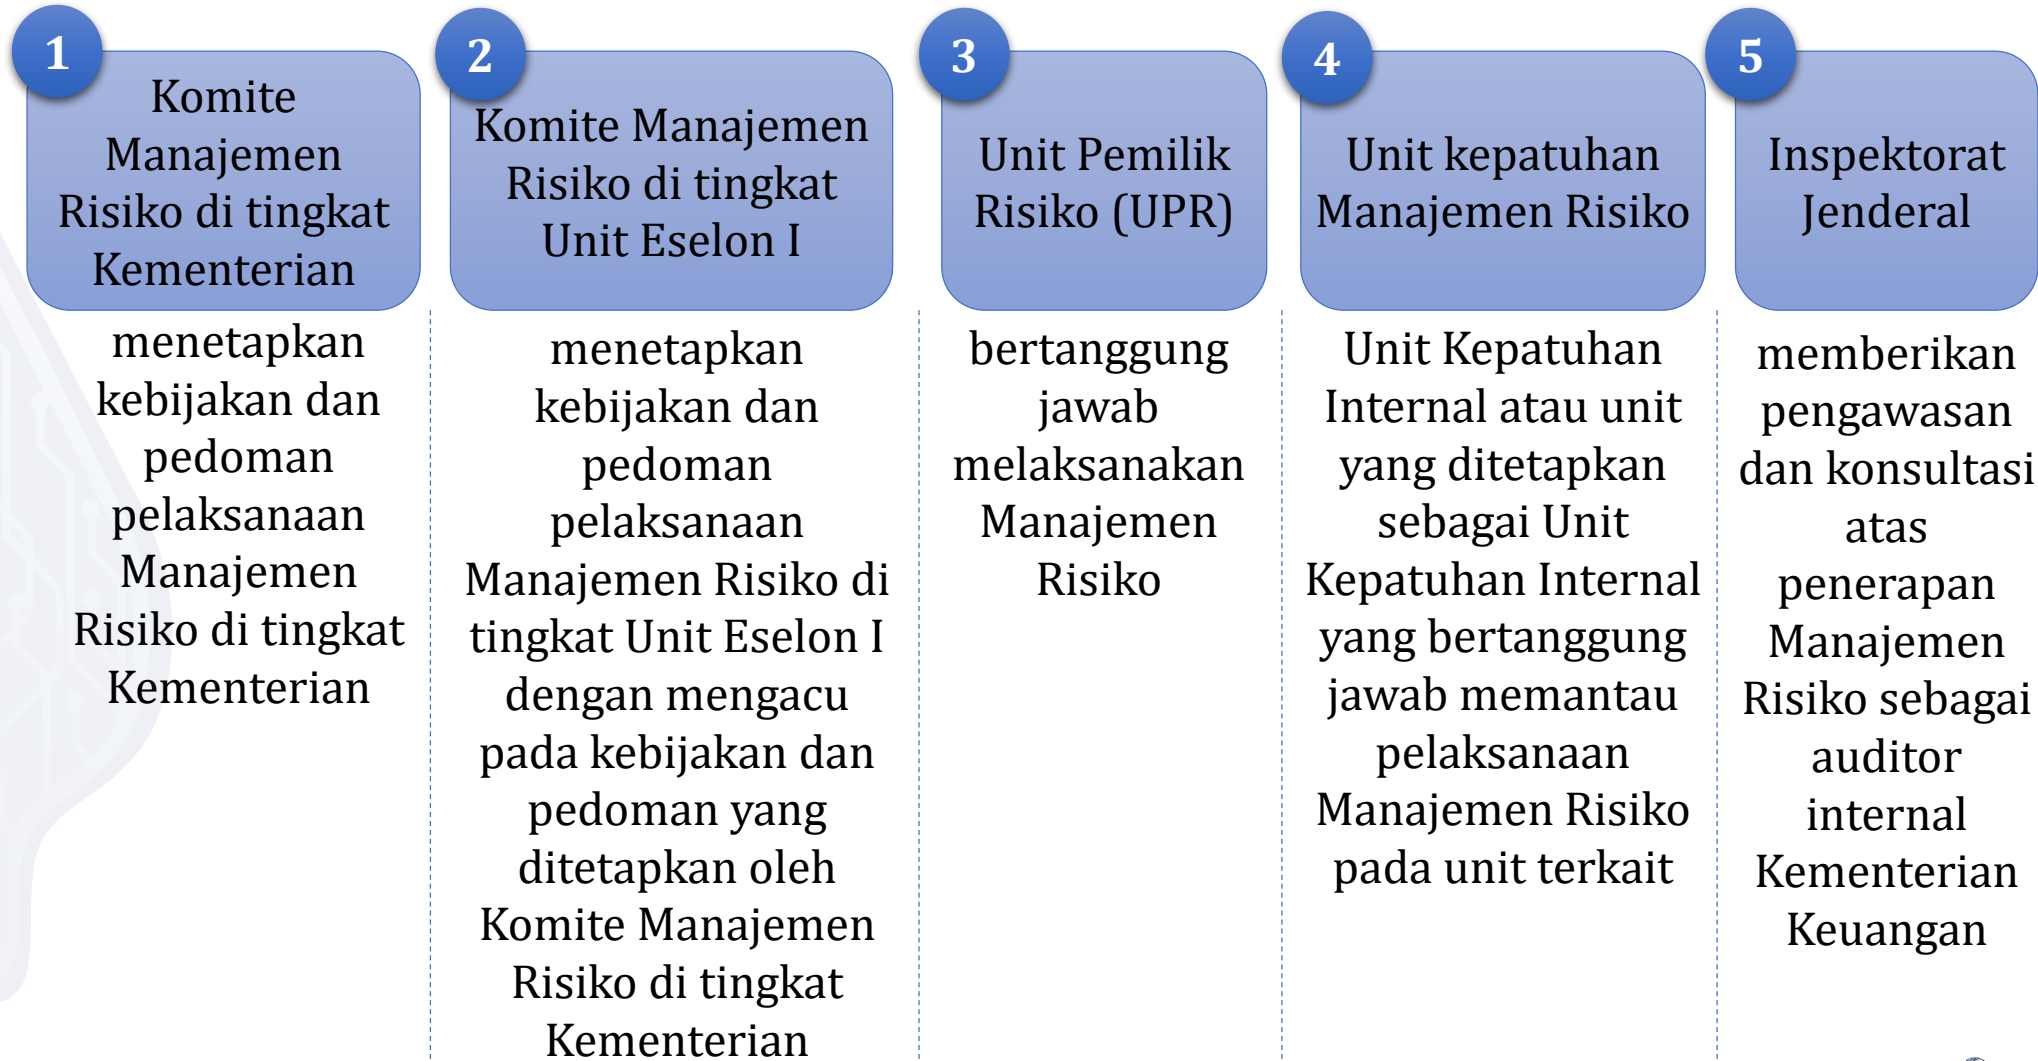 1
Komite
Manajemen
Risiko di tingkat
Kementerian
menetapkan
kebijakan dan
pedoman
pelaksanaan
Manajemen
Risiko di tingkat
Kementerian
2
Komite Manajemen
Risiko di tingkat
Unit Eselon I
menetapkan
kebijakan dan
pedoman
pelaksanaan
Manajemen Risiko di
tingkat Unit Eselon I
dengan mengacu
pada kebijakan dan
pedoman yang
ditetapkan oleh
Komite Manajemen
Risiko di tingkat
Kementerian
3
Unit Pemilik
Risiko (UPR)
bertanggung
jawab
melaksanakan
Manajemen
Risiko
4
Unit kepatuhan
Manajemen Risiko
Unit Kepatuhan
Internal atau unit
yang ditetapkan
sebagai Unit
Kepatuhan Internal
yang bertanggung
jawab memantau
pelaksanaan
Manajemen Risiko
pada unit terkait
5
Inspektorat
Jenderal
memberikan
pengawasan
dan konsultasi
atas
penerapan
Manajemen
Risiko sebagai
auditor
internal
Kementerian
Keuangan